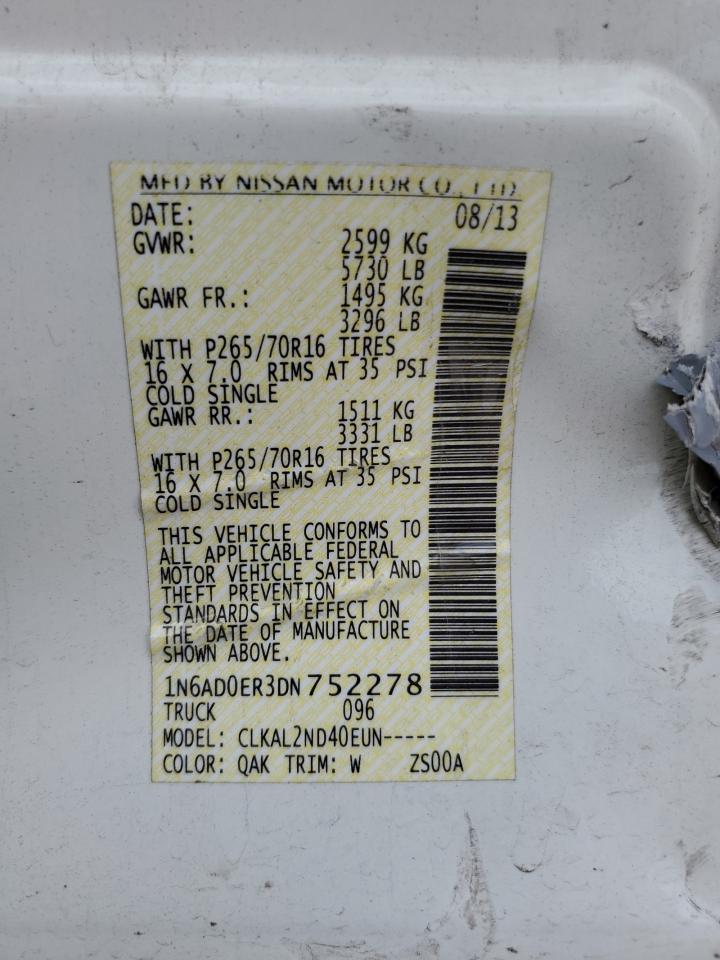 MFD BY NISSAN MOTOR CO., LTD
DATE: 08/13
GVWR: 2599 KG
5730 LB
GAWR FR.: 1495 KG
3296 LB
WITH P265/70R16 TIRES
16 X 7.0 RIMS AT 35 PSI
COLD SINGLE
GAWR RR.: 1511 KG
3331 LB
WITH P265/70R16 TIRES
16 X 7.0 RIMS AT 35 PSI
COLD SINGLE
THIS VEHICLE CONFORMS TO
ALL APPLICABLE FEDERAL
MOTOR VEHICLE SAFETY AND
THEFT PREVENTION
STANDARDS IN EFFECT ON
THE DATE OF MANUFACTURE
SHOWN ABOVE.
1N6AD0ER3DN752278
TRUCK 096
MODEL: CLKAL2ND40EUN-----
COLOR: QAK TRIM: W ZS00A